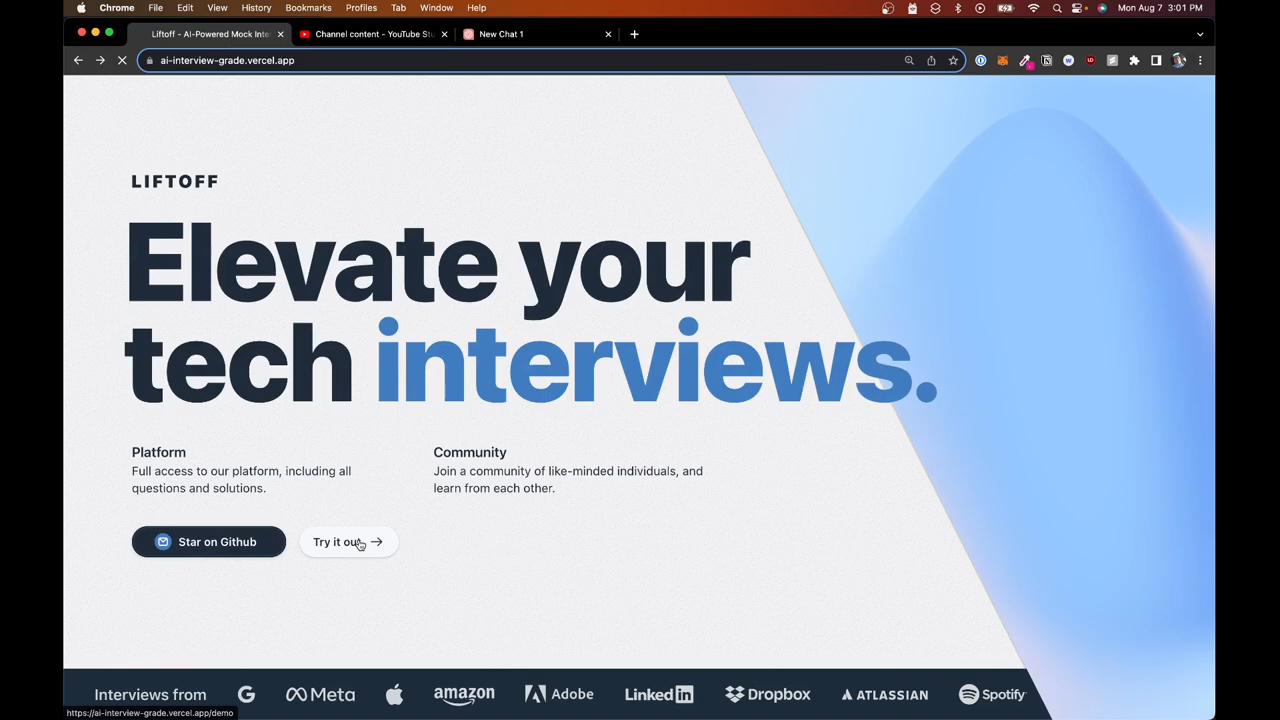 Chrome File Edit View History Bookmarks Profiles Tab Window Help Mon Aug 7 3:01 PM
Liftoff - AI-Powered Mock Inte Channel content - YouTube Stu New Chat 1
ai-interview-grade.vercel.app
LIFTOFF
Elevate your
tech interviews.
Platform
Full access to our platform, including all
questions and solutions.
Community
Join a community of like-minded individuals, and
learn from each other.
Star on Github Try it out
Interviews from G Meta amazon Adobe Linked in Dropbox ATLASSIAN Spotify
https://ai-interview-grade.vercel.app/demo